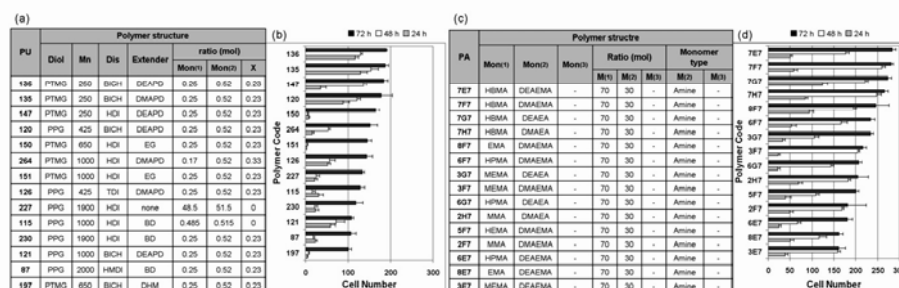 (a)
Polymer structure
PU Diol Mn Dis Extender ratio (mol)
Mon(1) Mon(2) X
136 PTMG 250 BICH DEAPD 0.25 0.52 0.23
135 PTMG 250 BICH DMAPD 0.25 0.52 0.23
147 PTMG 250 HDI DEAPD 0.25 0.52 0.23
120 PPG 425 BICH DEAPD 0.25 0.52 0.23
150 PTMG 650 HDI EG 0.25 0.52 0.23
264 PTMG 1000 HDI DMAPD 0.17 0.52 0.33
151 PTMG 1000 HDI EG 0.25 0.52 0.23
126 PPG 425 TDI DMAPD 0.25 0.52 0.23
227 PPG 1900 HDI none 48.5 51.5 0
115 PPG 1000 HDI BD 0.485 0.515 0
230 PPG 1900 HDI BD 0.25 0.52 0.23
121 PPG 1000 BICH DEAPD 0.25 0.52 0.23
87 PPG 2000 HMDI BD 0.25 0.52 0.23
197 PTMG 650 BICH DHM 0.25 0.52 0.23
(b)
72 h 48 h 24 h
Polymer Code
136
135
147
120
150
264
151
126
227
115
230
121
87
197
0 100 200 300
Cell Number
(c)
Polymer structre
PA Mon(1) Mon(2) Mon(3) Ratio (mol) Monomer type
M(1) M(2) M(3) M(2) M(3)
7E7 HBMA DEAEMA - 70 30 - Amine -
7F7 HBMA DMAEMA - 70 30 - Amine -
7G7 HBMA DEAEA - 70 30 - Amine -
7H7 HBMA DMAEA - 70 30 - Amine -
8F7 EMA DMAEMA - 70 30 - Amine -
6F7 HPMA DMAEMA - 70 30 - Amine -
3G7 MEMA DEAEA - 70 30 - Amine -
3F7 MEMA DMAEMA - 70 30 - Amine -
6G7 HPMA DEAEA - 70 30 - Amine -
2H7 MMA DMAEA - 70 30 - Amine -
5F7 HEMA DMAEMA - 70 30 - Amine -
2F7 MMA DMAEMA - 70 30 - Amine -
6E7 HPMA DEAEMA - 70 30 - Amine -
8E7 EMA DEAEMA - 70 30 - Amine -
3E7 MEMA DEAEMA - 70 30 - Amine -
(d)
72 h 48 h 24 h
Polymer Code
7E7
7F7
7G7
7H7
8F7
6F7
3G7
3F7
6G7
2H7
5F7
2F7
6E7
8E7
3E7
0 50 100 150 200 250
Cell Number